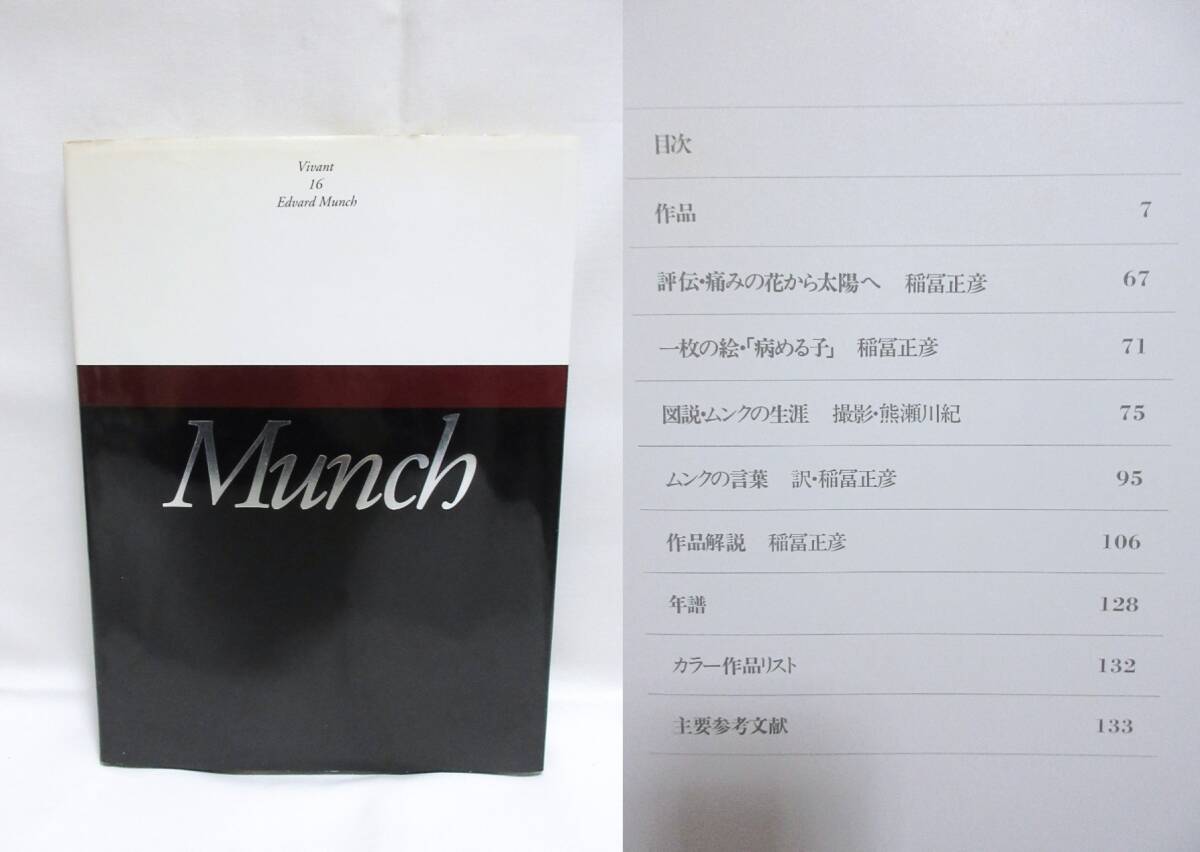 Vivant
16
Edvard Munch
Munch
目次
作品 7
評伝・痛みの花から太陽へ 稲冨正彦 67
一枚の絵・「病める子」 稲冨正彦 71
図説・ムンクの生涯 撮影・熊瀬川紀 75
ムンクの言葉 訳・稲冨正彦 95
作品解説 稲冨正彦 106
年譜 128
カラー作品リスト 132
主要参考文献 133